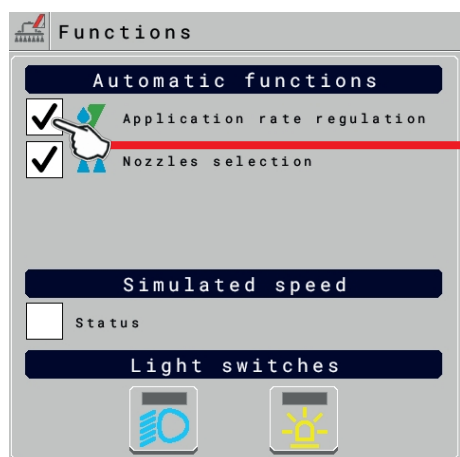 Functions
Automatic functions
Application rate regulation
Nozzles selection
Simulated speed
Status
Light switches